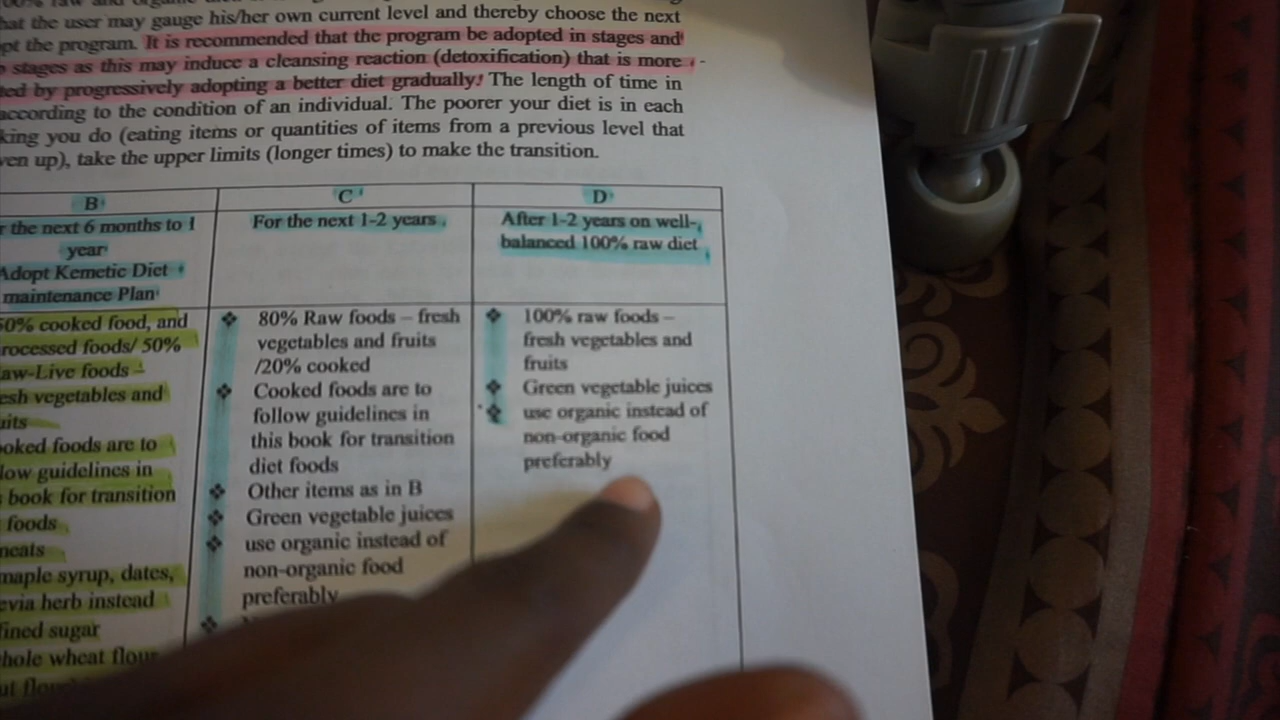 hat the user may gauge his/her own current level and thereby choose the next
pt the program. It is recommended that the program be adopted in stages and
stages as this may induce a cleansing reaction (detoxification) that is more
ted by progressively adopting a better diet gradually. The length of time in
according to the condition of an individual. The poorer your diet is in each
king you do (eating items or quantities of items from a previous level that
ven up), take the upper limits (longer times) to make the transition.
B
r the next 6 months to 1
year
Adopt Kemetic Diet
maintenance Plan
50% cooked food, and
rocessed foods/ 50%
aw-Live foods –
esh vegetables and
uits
ooked foods are to
low guidelines in
book for transition
foods
neats
maple syrup, dates,
evia herb instead
fined sugar
hole wheat flour
ut flou
C
For the next 1-2 years
80% Raw foods – fresh
vegetables and fruits
/20% cooked
Cooked foods are to
follow guidelines in
this book for transition
diet foods
Other items as in B
Green vegetable juices
use organic instead of
non-organic food
preferably
D
After 1-2 years on well-
balanced 100% raw diet
100% raw foods –
fresh vegetables and
fruits
Green vegetable juices
use organic instead of
non-organic food
preferably